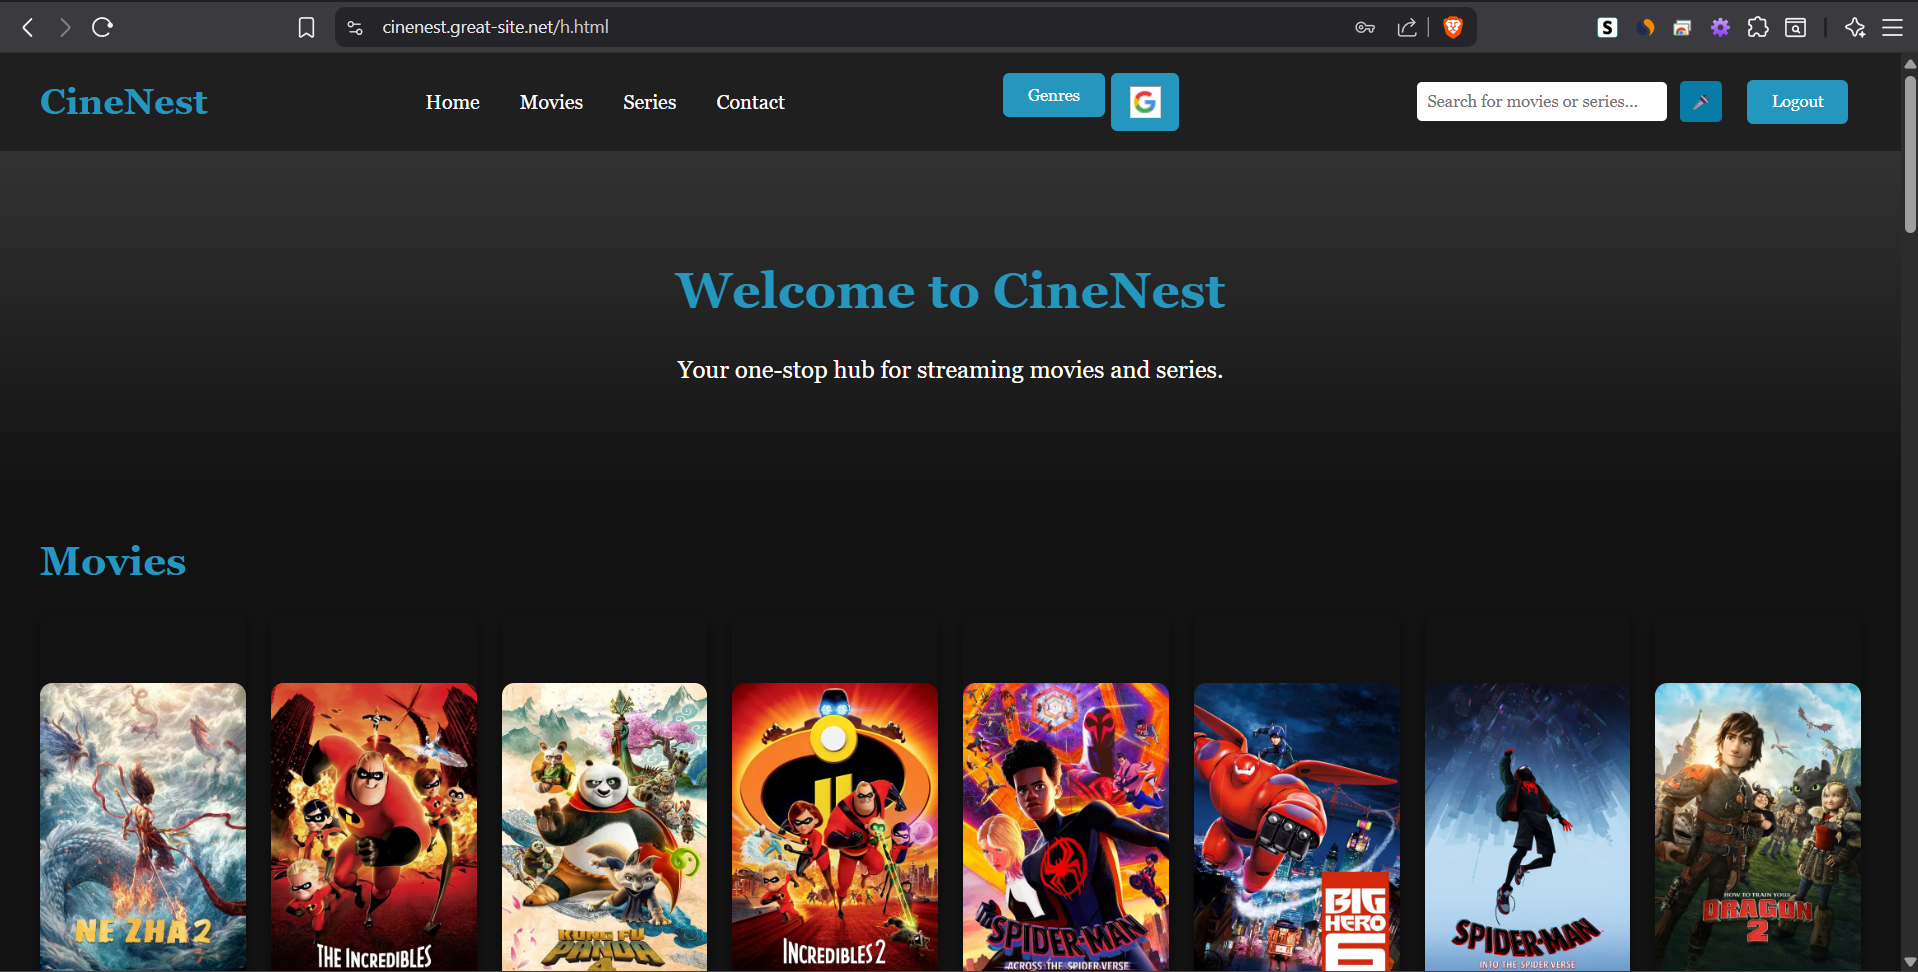 cinenest.great-site.net/h.html
CineNest
Home
Movies
Series
Contact
Genres
G
Search for movies or series...
Logout
Welcome to CineNest
Your one-stop hub for streaming movies and series.
Movies
NE ZHA 2
THE INCREDIBLES
KUNG FU
PANDA
4
INCREDIBLES 2
SPIDER-MAN
ACROSS THE SPIDER-VERSE
BIG
HERO
6
SPIDER-MAN
INTO THE SPIDER-VERSE
HOW TO TRAIN YOUR
DRAGON
2